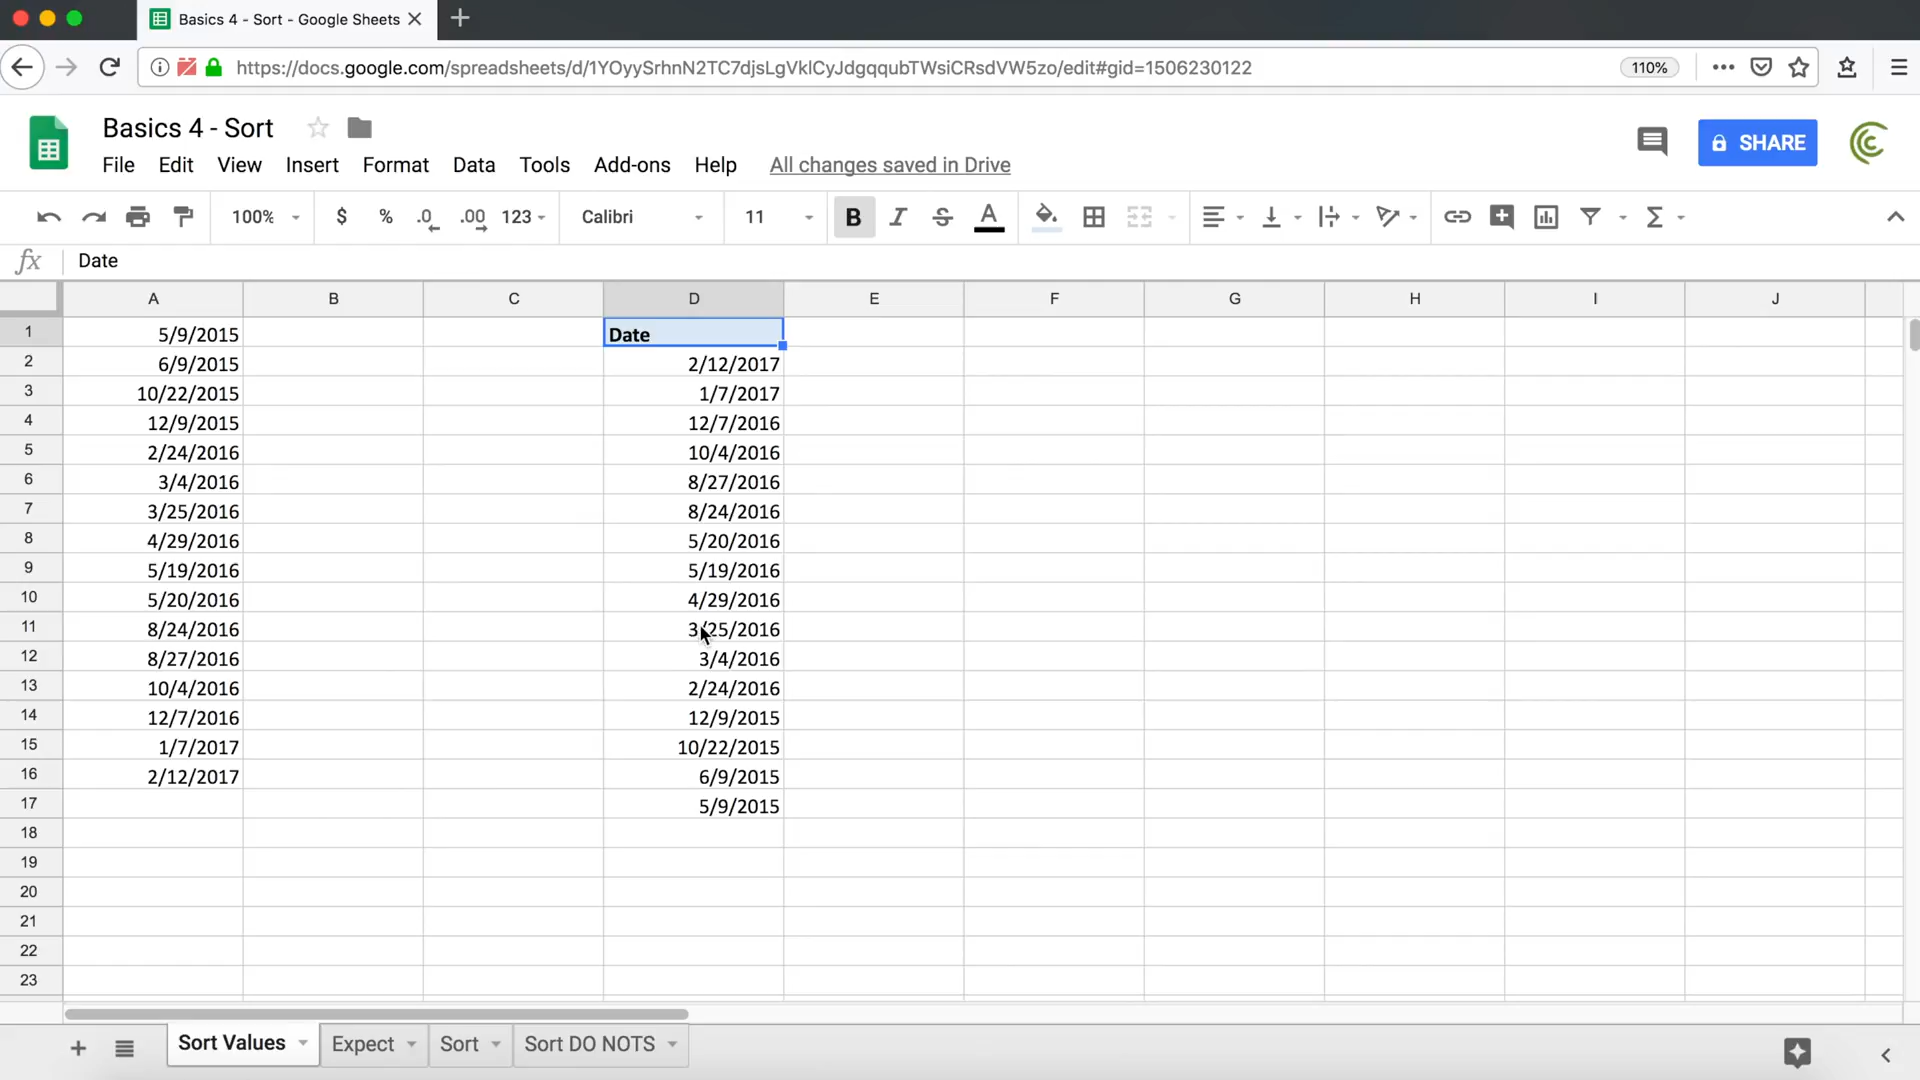 Basics 4 - Sort - Google Sheets
https://docs.google.com/spreadsheets/d/1YOyySrhnN2TC7djsLgVklCyJdgqqubTWsiCRsdVW5zo/edit#gid=1506230122
110%
Basics 4 - Sort
SHARE
File Edit View Insert Format Data Tools Add-ons Help All changes saved in Drive
100% $ % .0 .00 123 Calibri 11 B I S A Σ
fx Date
A B C D E F G H I J
1 5/9/2015 Date
2 6/9/2015 2/12/2017
3 10/22/2015 1/7/2017
4 12/9/2015 12/7/2016
5 2/24/2016 10/4/2016
6 3/4/2016 8/27/2016
7 3/25/2016 8/24/2016
8 4/29/2016 5/20/2016
9 5/19/2016 5/19/2016
10 5/20/2016 4/29/2016
11 8/24/2016 3/25/2016
12 8/27/2016 3/4/2016
13 10/4/2016 2/24/2016
14 12/7/2016 12/9/2015
15 1/7/2017 10/22/2015
16 2/12/2017 6/9/2015
17 5/9/2015
18
19
20
21
22
23
Sort Values Expect Sort Sort DO NOTS